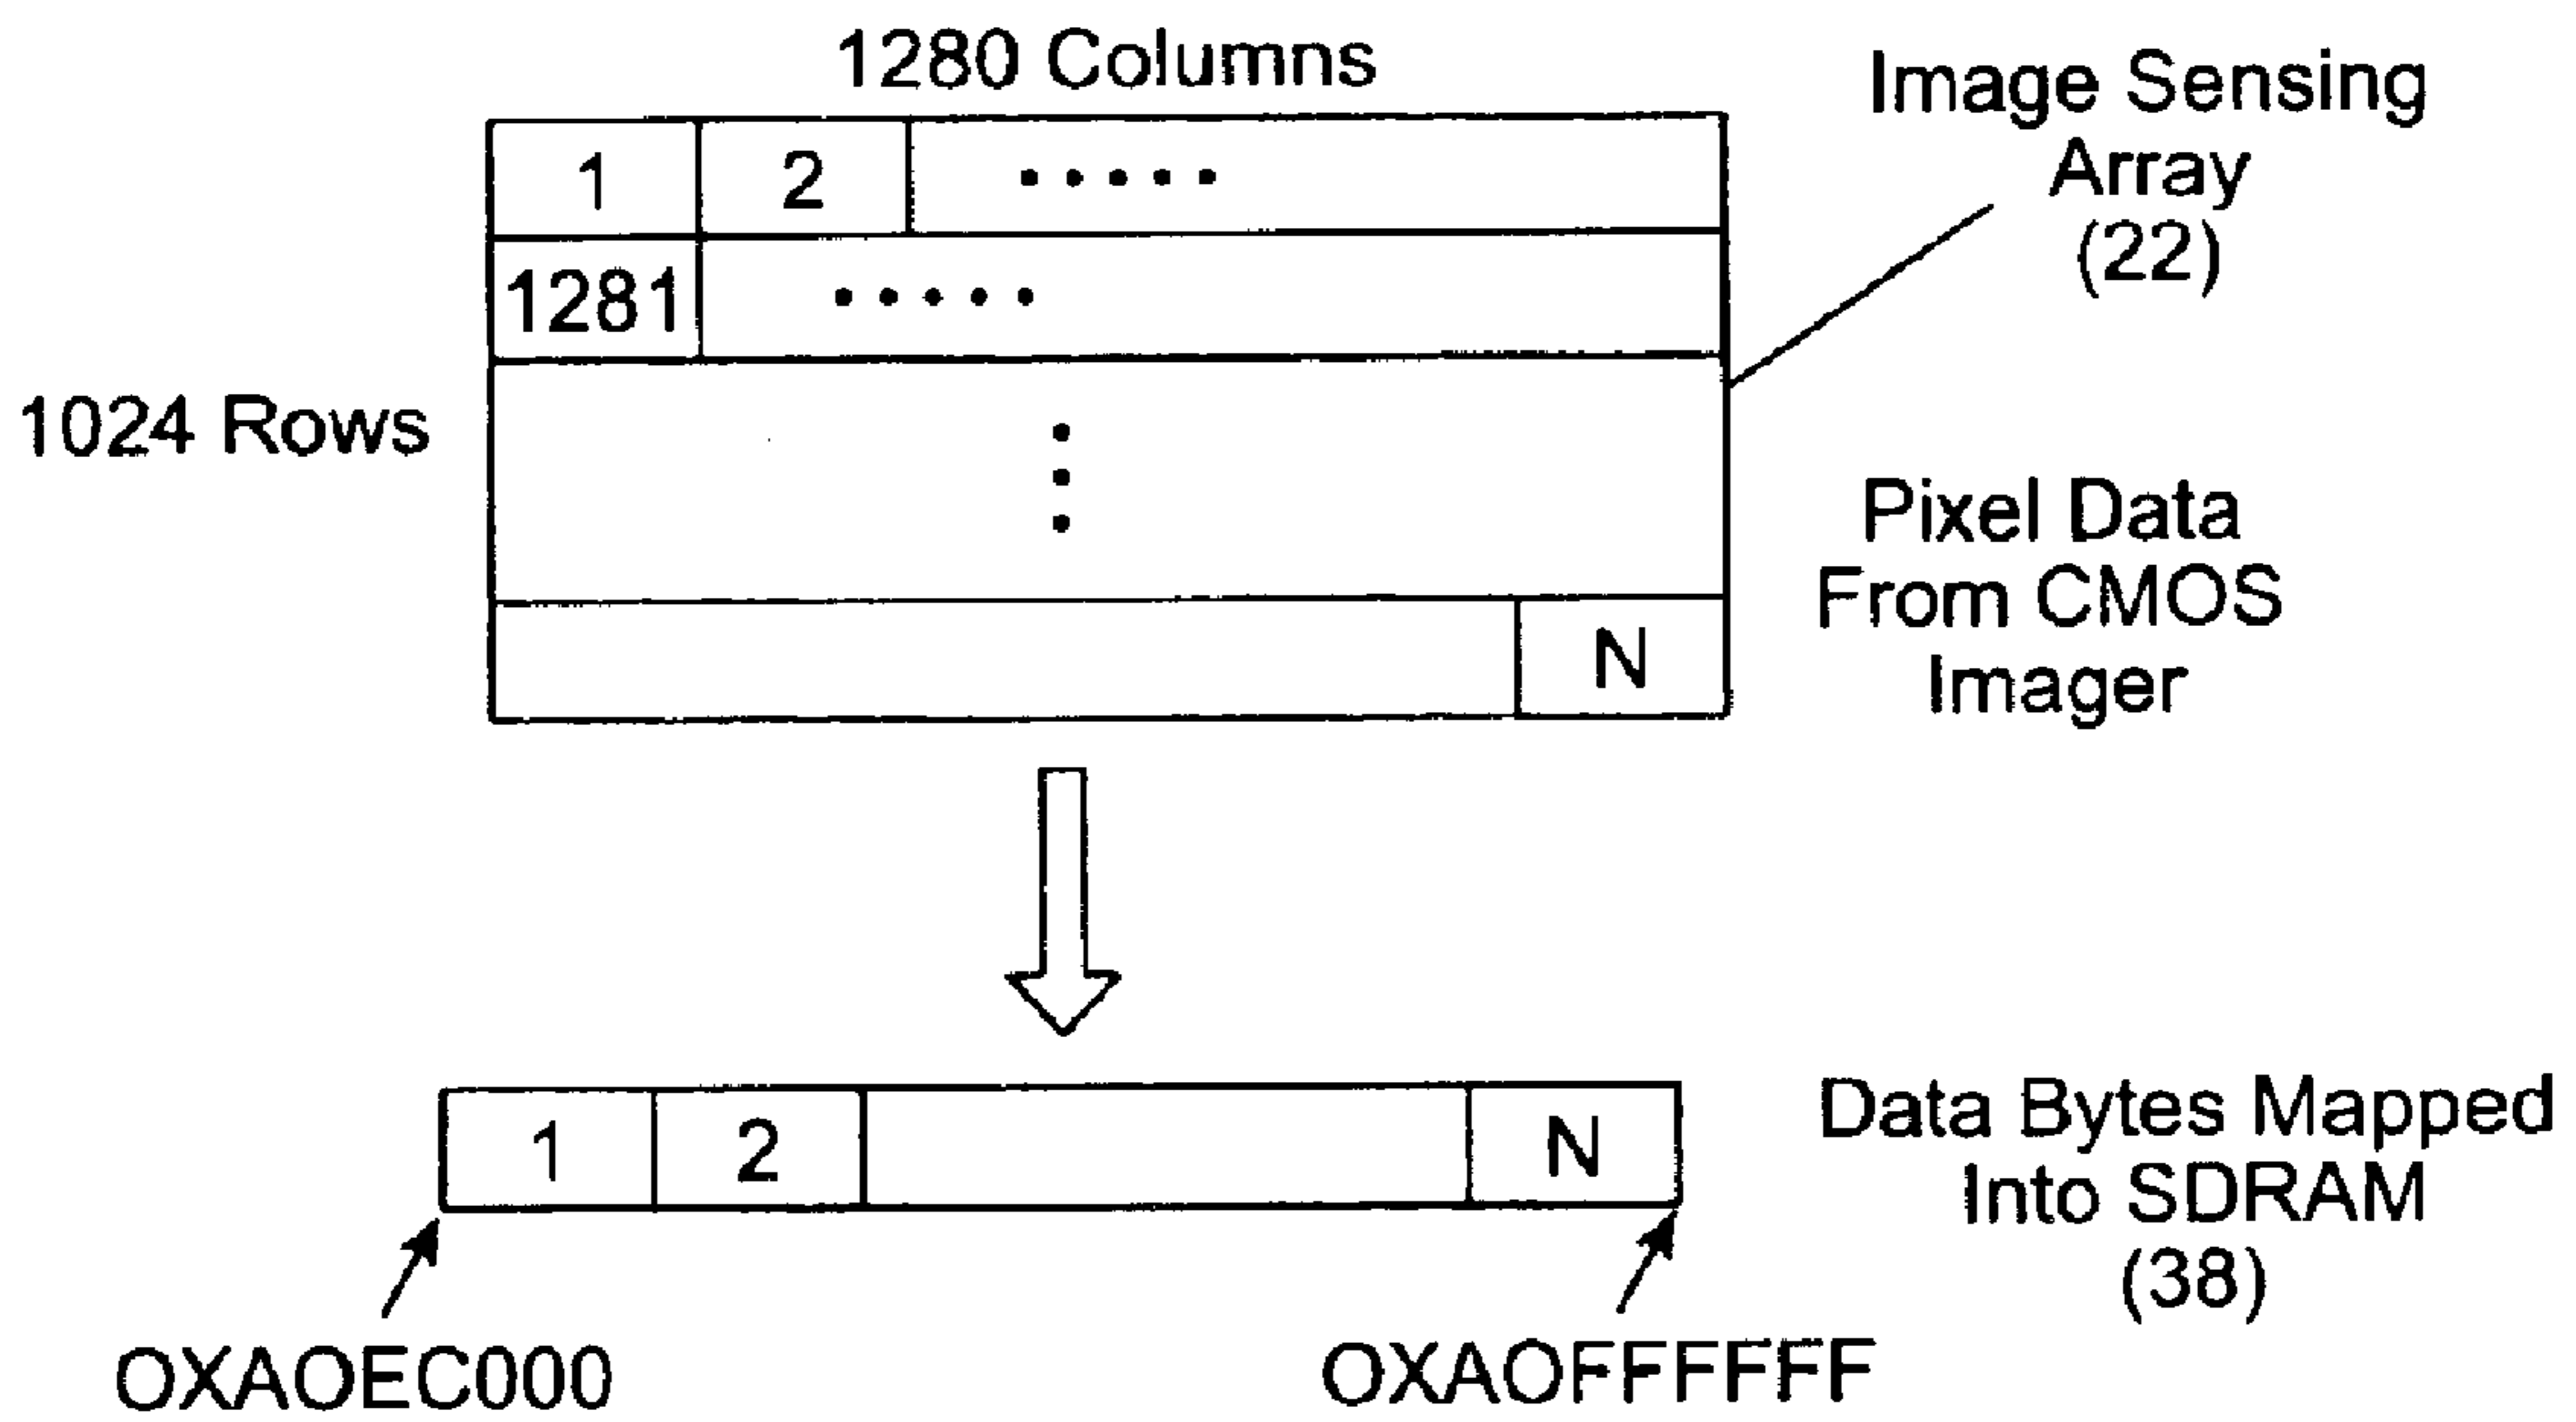 1280 Columns
Image Sensing
Array
(22)
1 2 .....
1281 .....
1024 Rows
Pixel Data
From CMOS
Imager
N
1 2 N
Data Bytes Mapped
Into SDRAM
(38)
OXAOEC000
OXAOFFFFFF